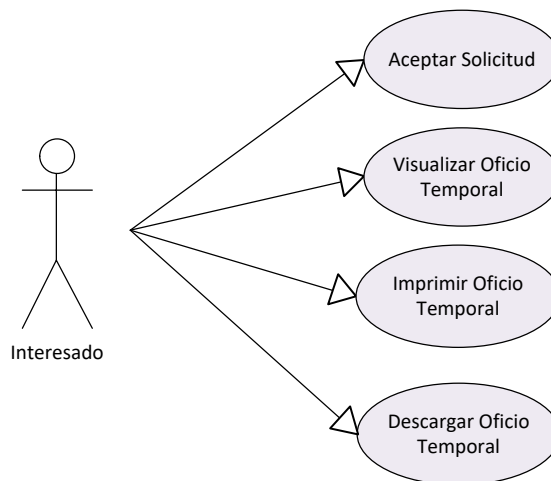 Aceptar Solicitud
Visualizar Oficio
Temporal
Imprimir Oficio
Temporal
Interesado
Descargar Oficio
Temporal